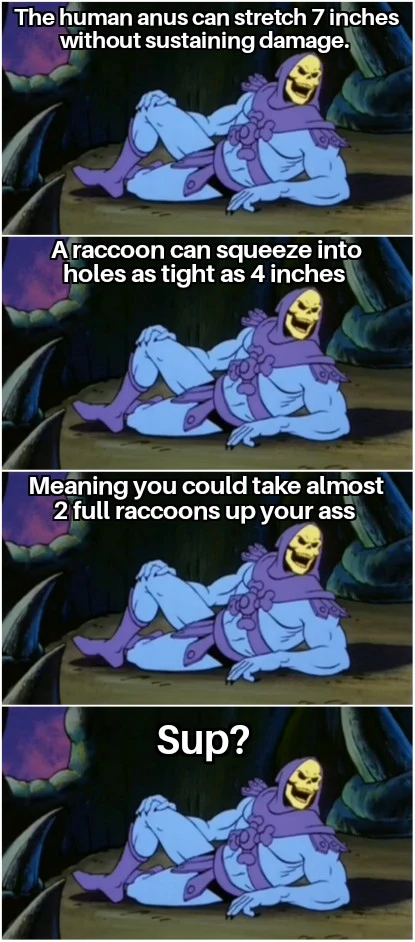 The human anus can stretch 7 inches
without sustaining damage.
A raccoon can squeeze into
holes as tight as 4 inches
Meaning you could take almost
2 full raccoons up your ass
Sup?